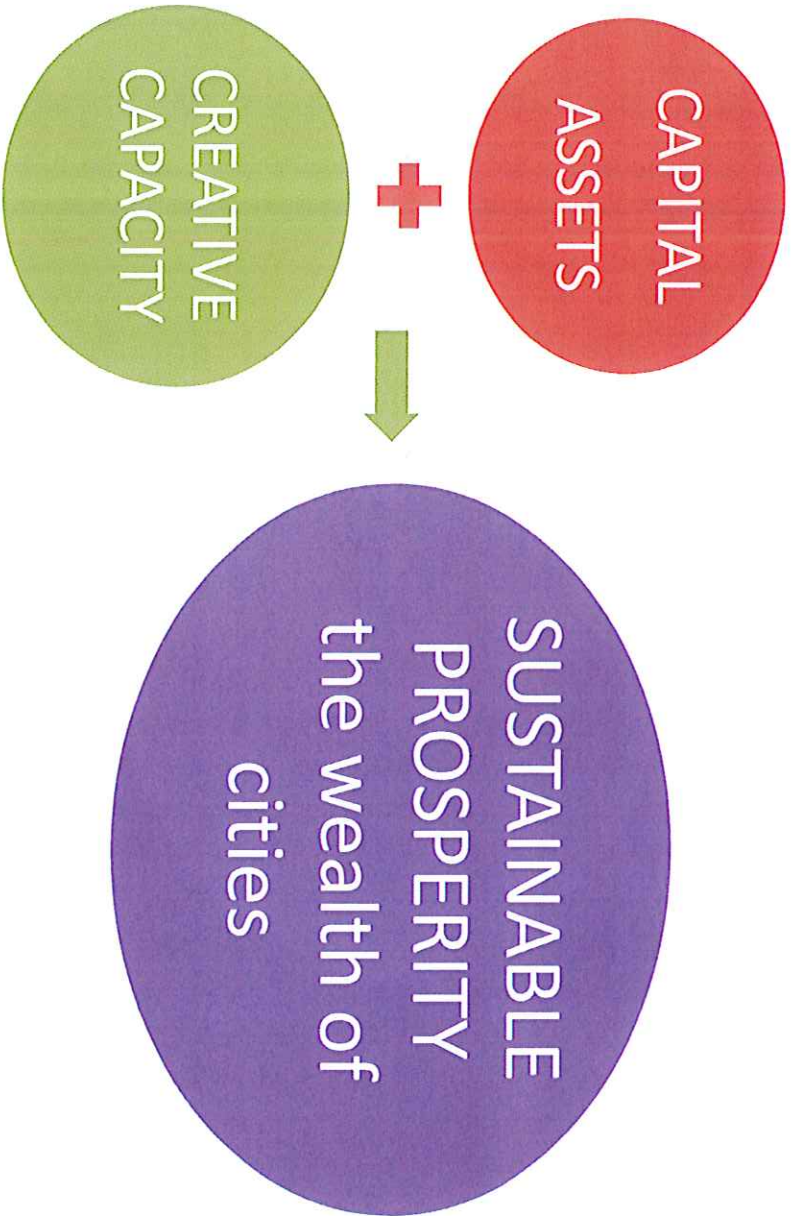 CAPITAL
ASSETS
+
CREATIVE
CAPACITY
SUSTAINABLE
PROSPERITY
the wealth of
cities